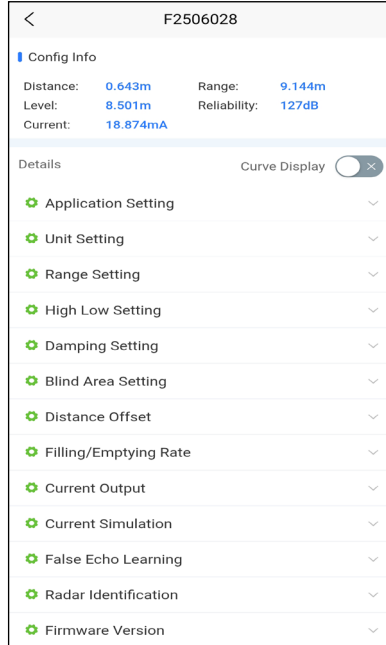 F2506028
Config Info
Distance: 0.643m Range: 9.144m
Level: 8.501m Reliability: 127dB
Current: 18.874mA
Details Curve Display
Application Setting
Unit Setting
Range Setting
High Low Setting
Damping Setting
Blind Area Setting
Distance Offset
Filling/Emptying Rate
Current Output
Current Simulation
False Echo Learning
Radar Identification
Firmware Version